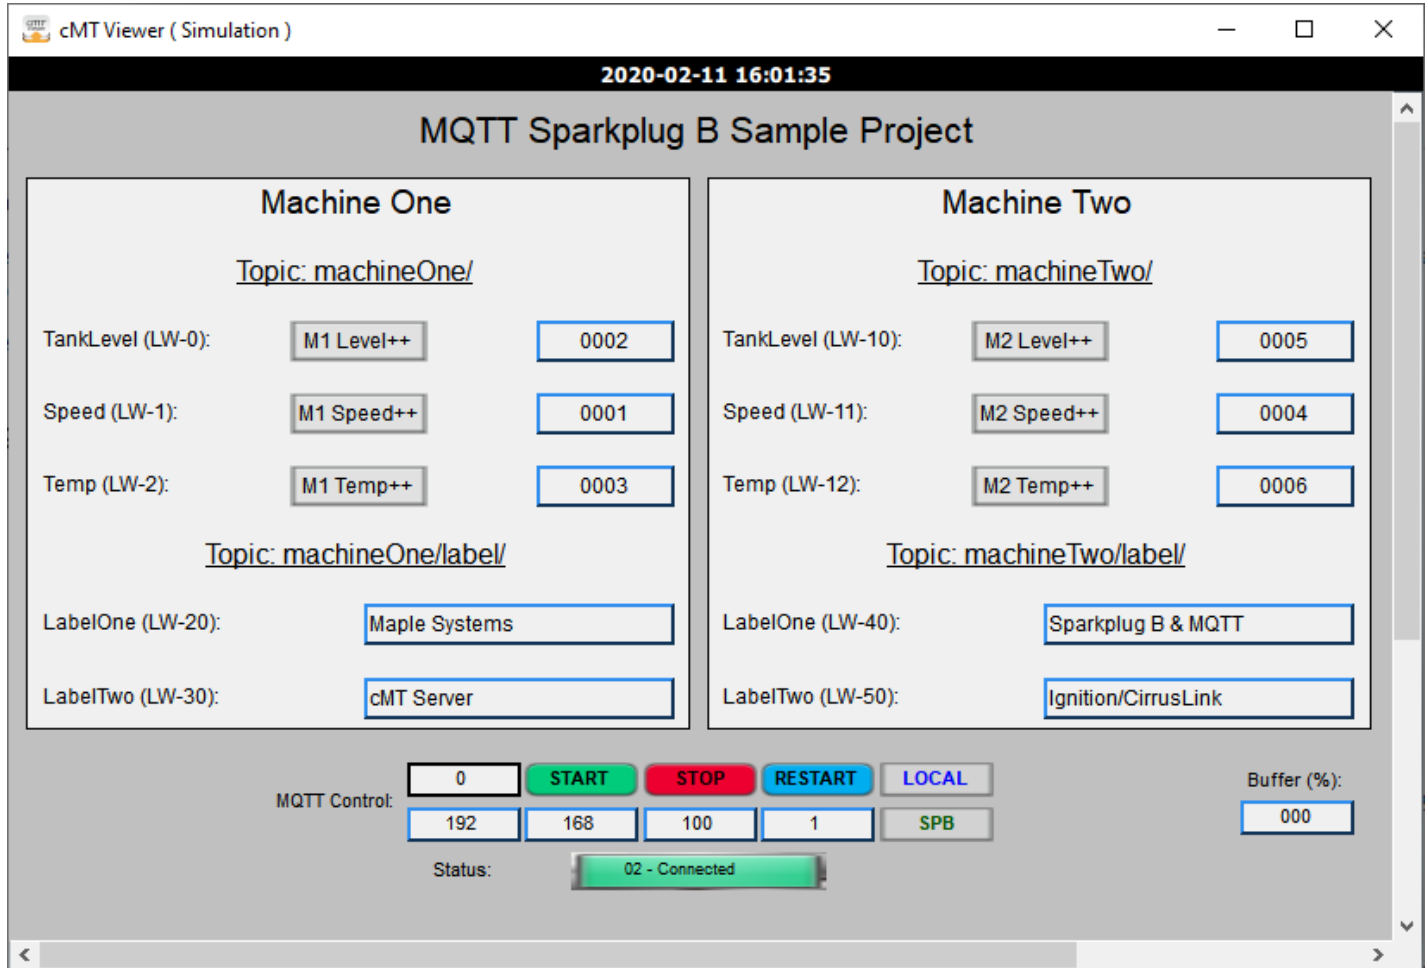 cMT Viewer ( Simulation )
2020-02-11 16:01:35
MQTT Sparkplug B Sample Project
Machine One
Topic: machineOne/
TankLevel (LW-0): M1 Level++ 0002
Speed (LW-1): M1 Speed++ 0001
Temp (LW-2): M1 Temp++ 0003
Topic: machineOne/label/
LabelOne (LW-20): Maple Systems
LabelTwo (LW-30): cMT Server
Machine Two
Topic: machineTwo/
TankLevel (LW-10): M2 Level++ 0005
Speed (LW-11): M2 Speed++ 0004
Temp (LW-12): M2 Temp++ 0006
Topic: machineTwo/label/
LabelOne (LW-40): Sparkplug B & MQTT
LabelTwo (LW-50): Ignition/CirrusLink
MQTT Control:
0 START STOP RESTART LOCAL
192 168 100 1 SPB
Status: 02 - Connected
Buffer (%):
000